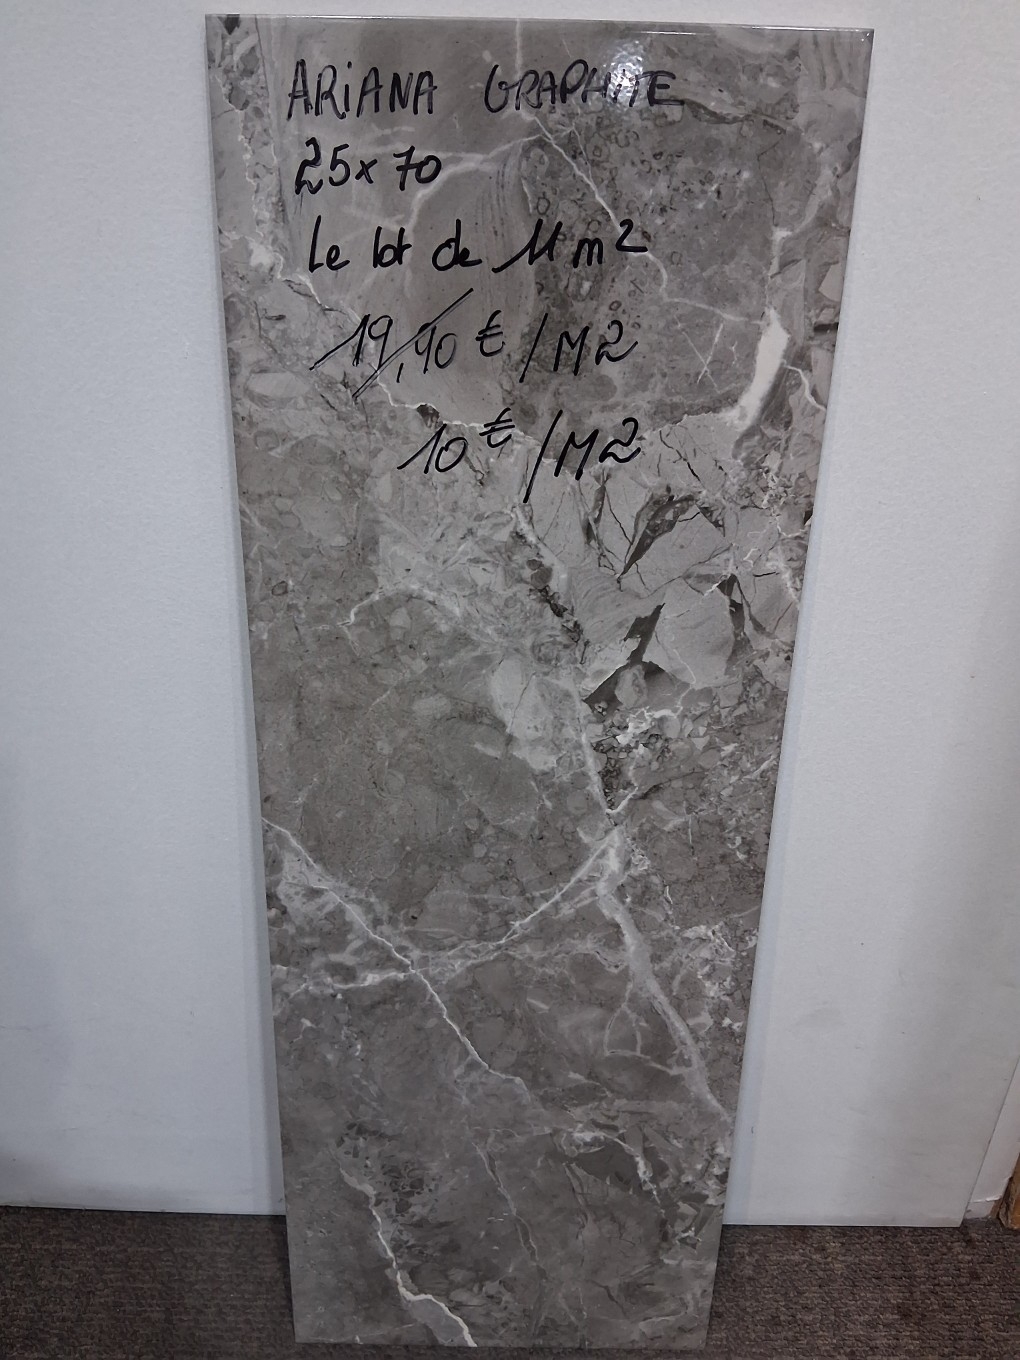 ARiANA GRAPHITE
25x70
Le lot de 11 m2
19,90 € /M2
10 € /M2